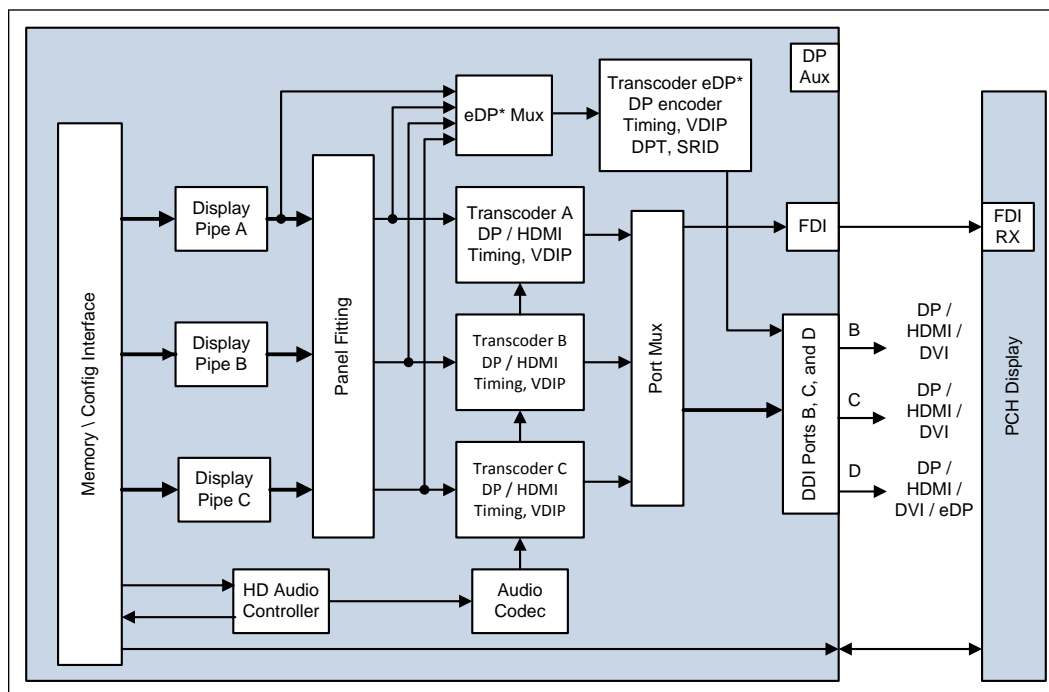 DP
Aux
Transcoder eDP*
DP encoder
Timing, VDIP
DPT, SRID
eDP* Mux
Memory \ Config Interface
Display
Pipe A
Display
Pipe B
Display
Pipe C
Panel Fitting
Transcoder A
DP / HDMI
Timing, VDIP
Transcoder B
DP / HDMI
Timing, VDIP
Transcoder C
DP / HDMI
Timing, VDIP
HD Audio
Controller
Audio
Codec
Port Mux
FDI
FDI
RX
DDI Ports B, C, and D
B
DP /
HDMI /
DVI
C
DP /
HDMI /
DVI
D
DP /
HDMI /
DVI / eDP
PCH Display